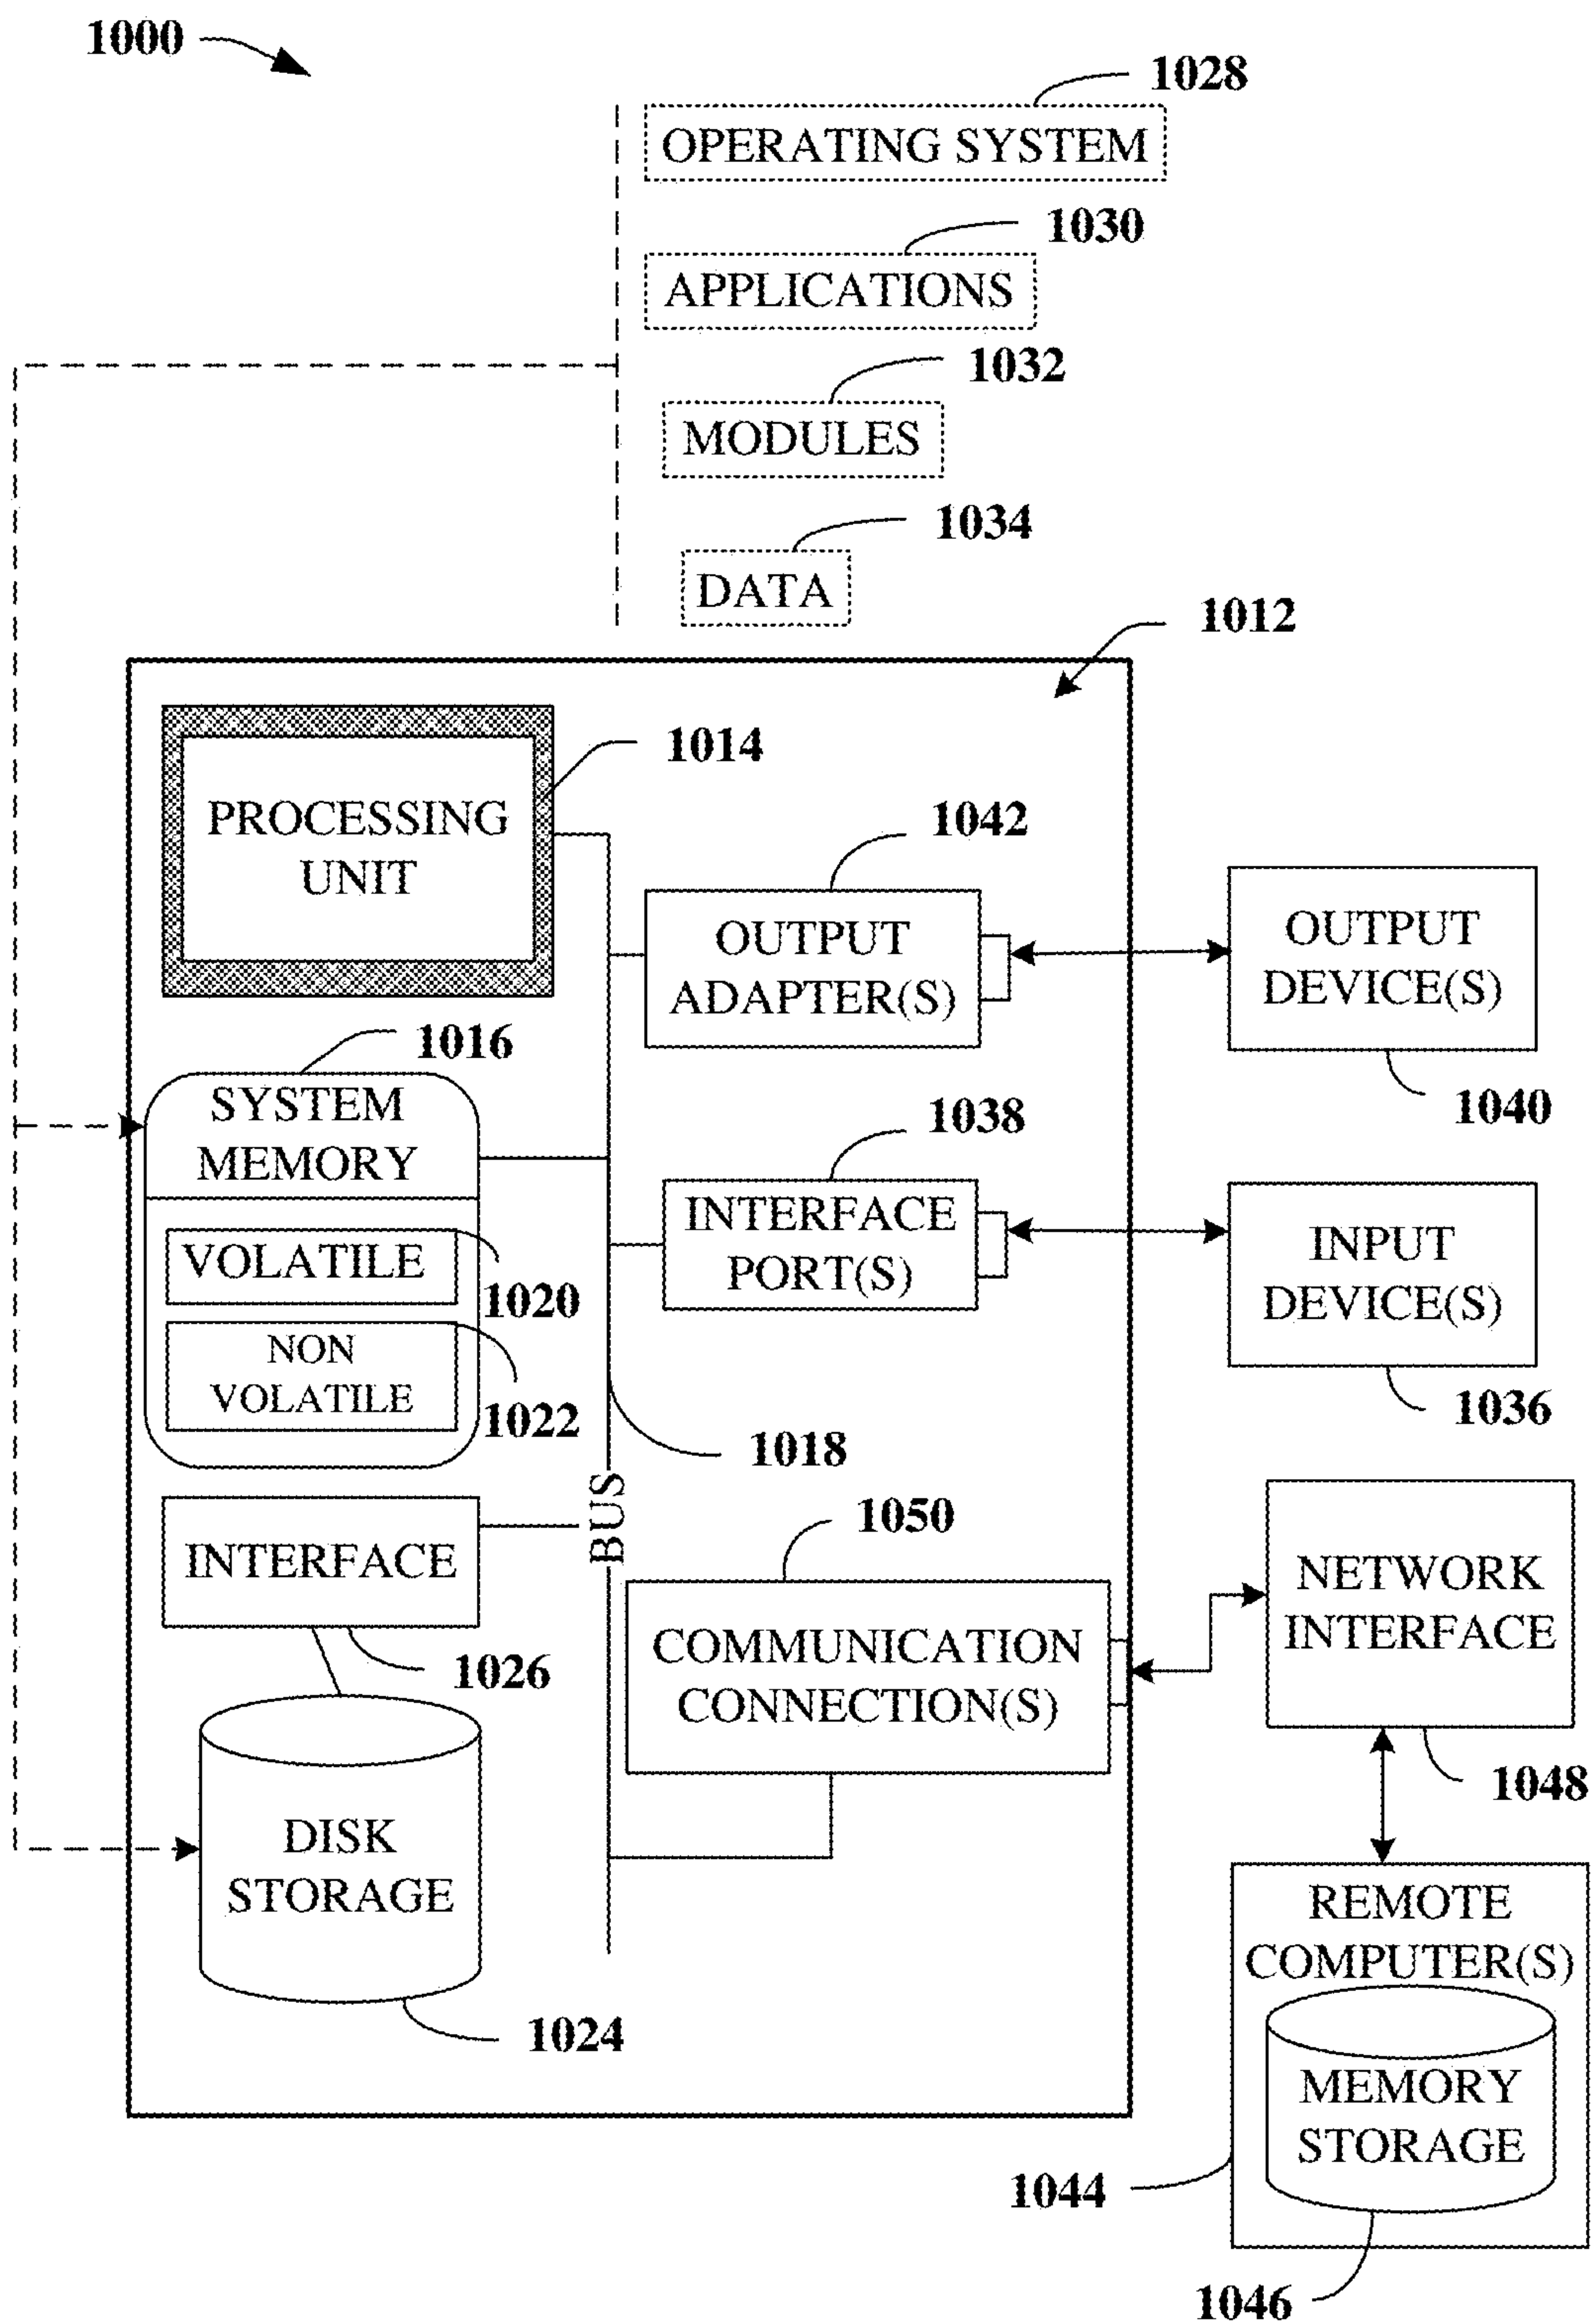 1000
1028
OPERATING SYSTEM
1030
APPLICATIONS
1032
MODULES
1034
DATA
1012
1014
PROCESSING
UNIT
1042
OUTPUT
ADAPTER(S)
OUTPUT
DEVICE(S)
1040
1016
SYSTEM
MEMORY
VOLATILE
1020
NON
VOLATILE
1022
1038
INTERFACE
PORT(S)
INPUT
DEVICE(S)
1036
1018
BUS
INTERFACE
1026
1050
COMMUNICATION
CONNECTION(S)
NETWORK
INTERFACE
1048
DISK
STORAGE
1024
REMOTE
COMPUTER(S)
MEMORY
STORAGE
1044
1046